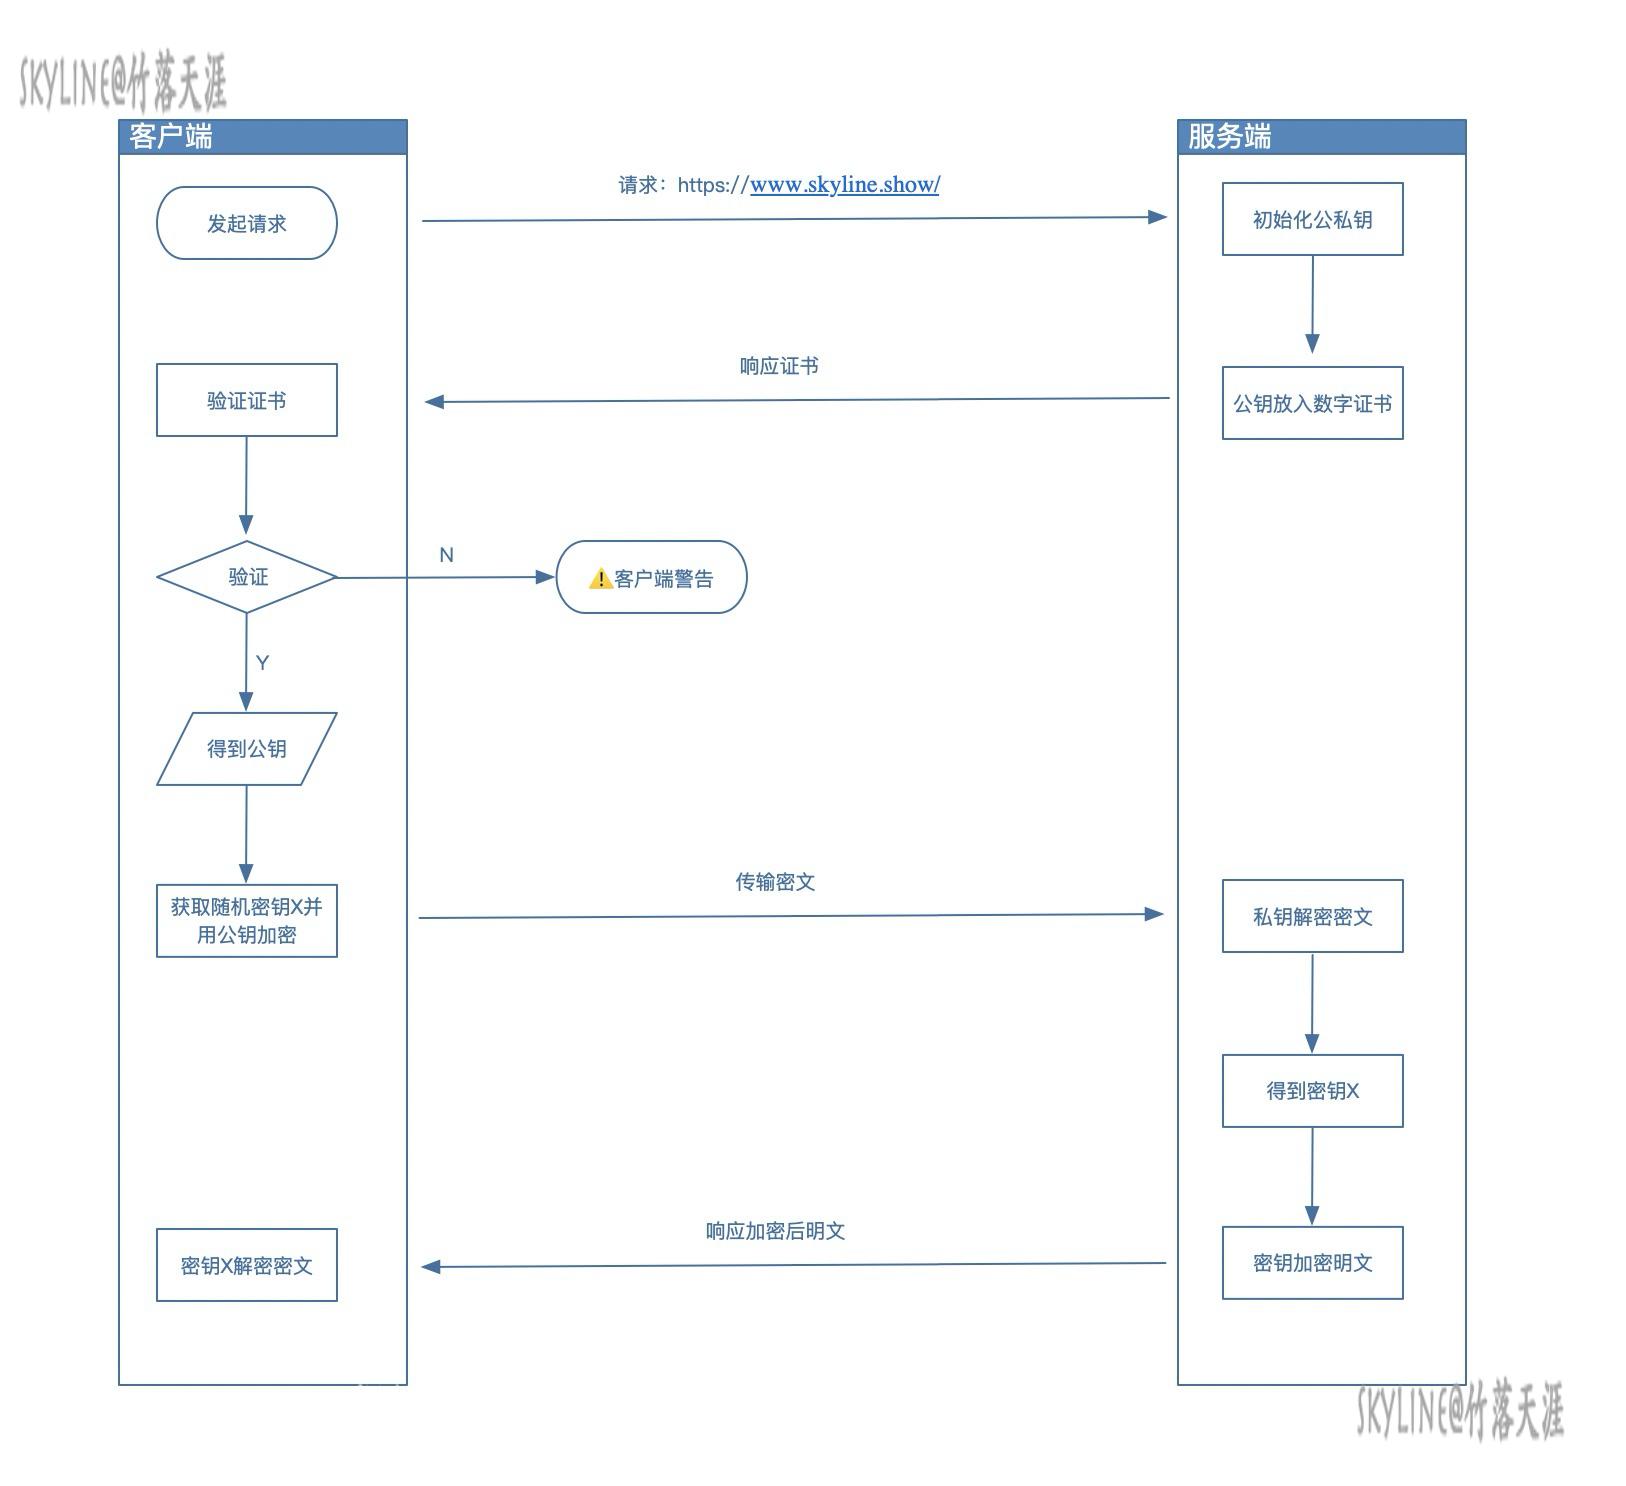 SKYLINE@竹落天涯
客户端
服务端
请求：https://www.skyline.show/
发起请求
初始化公私钥
响应证书
验证证书
公钥放入数字证书
N
验证
⚠️客户端警告
Y
得到公钥
传输密文
获取随机密钥X并
用公钥加密
私钥解密密文
得到密钥X
响应加密后明文
密钥X解密密文
密钥加密明文
SKYLINE@竹落天涯